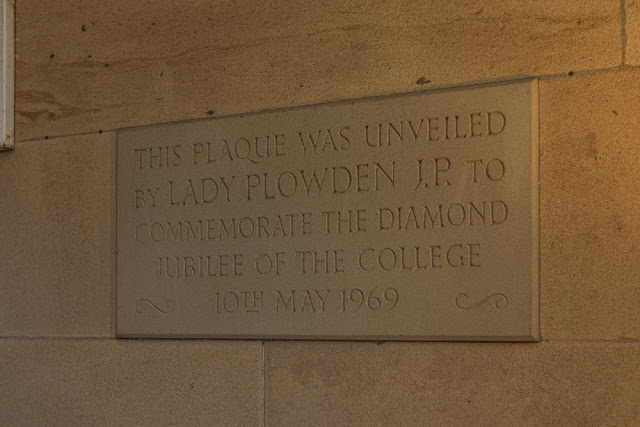 THIS PLAQUE WAS UNVEILED
BY LADY PLOWDEN J.P. TO
COMMEMORATE THE DIAMOND
JUBILEE OF THE COLLEGE
10TH MAY 1969